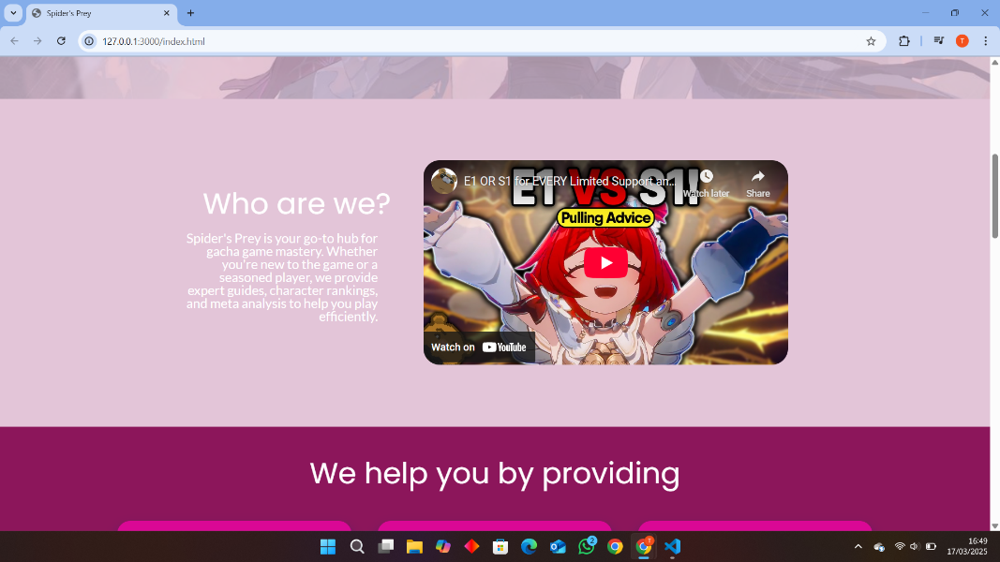 Spider's Prey
127.0.0.1:3000/index.html
T
Who are we?
Spider's Prey is your go-to hub for
gacha game mastery. Whether
you're new to the game or a
seasoned player, we provide
expert guides, character rankings,
and meta analysis to help you play
efficiently.
E1 OR S1 for EVERY Limited Support an...
Watch later
Share
E1 VS S1!
Pulling Advice
Watch on YouTube
We help you by providing
2
T
16:49
17/03/2025